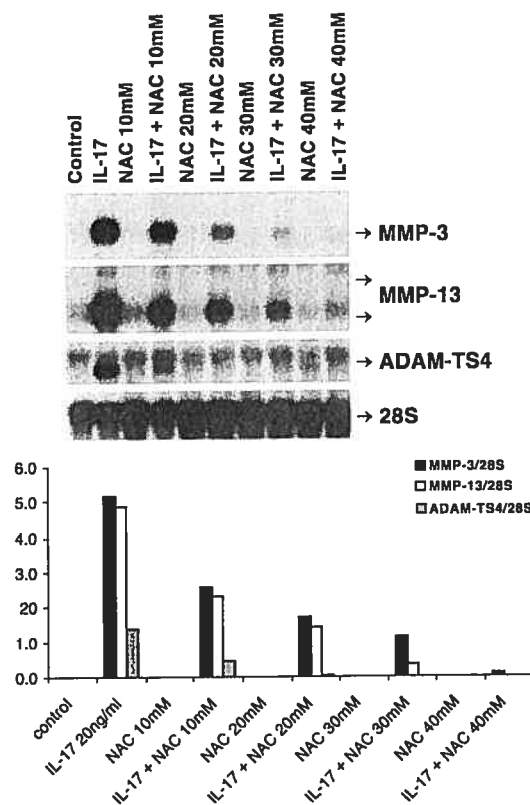 Control
IL-17
NAC 10mM
IL-17 + NAC 10mM
NAC 20mM
IL-17 + NAC 20mM
NAC 30mM
IL-17 + NAC 30mM
NAC 40mM
IL-17 + NAC 40mM
→ MMP-3
→
MMP-13
→
→ ADAM-TS4
→ 28S
MMP-3/28S
MMP-13/28S
ADAM-TS4/28S
6.0
5.0
4.0
3.0
20
1.0
0.0
control
IL-17 20ng/ml
NAC 10mM
IL-17 + NAC 10mM
NAC 20mM
IL-17 + NAC 20mM
NAC 30mM
IL-17 + NAC 30mM
NAC 40mM
IL-17 + NAC 40mM